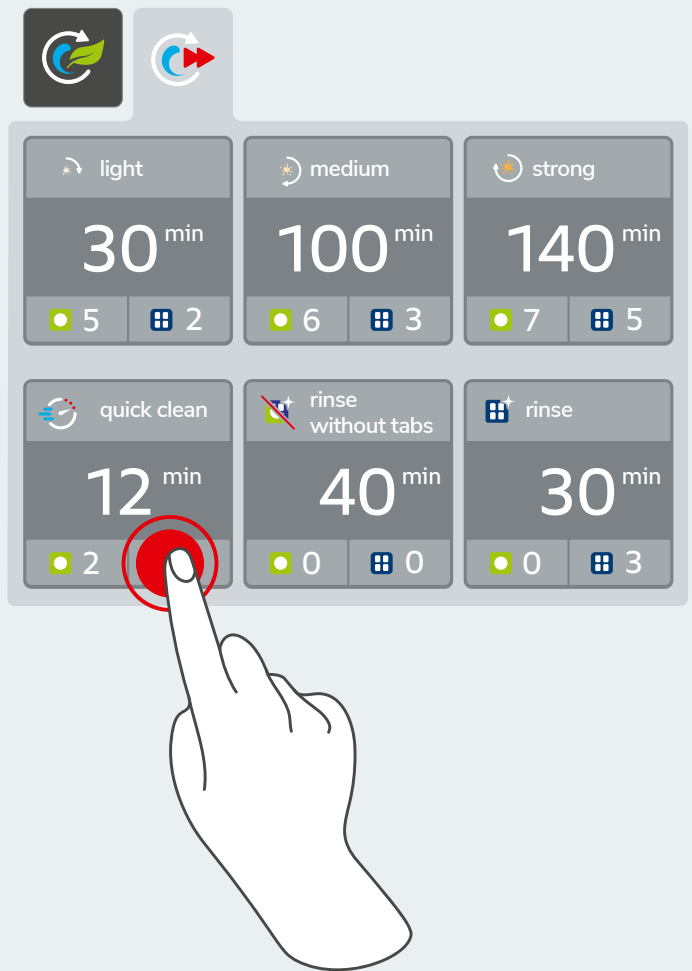 light
medium
strong
30 min
100 min
140 min
5 2
6 3
7 5
quick clean
rinse
without tabs
rinse
12 min
40 min
30 min
2
0 0
0 3